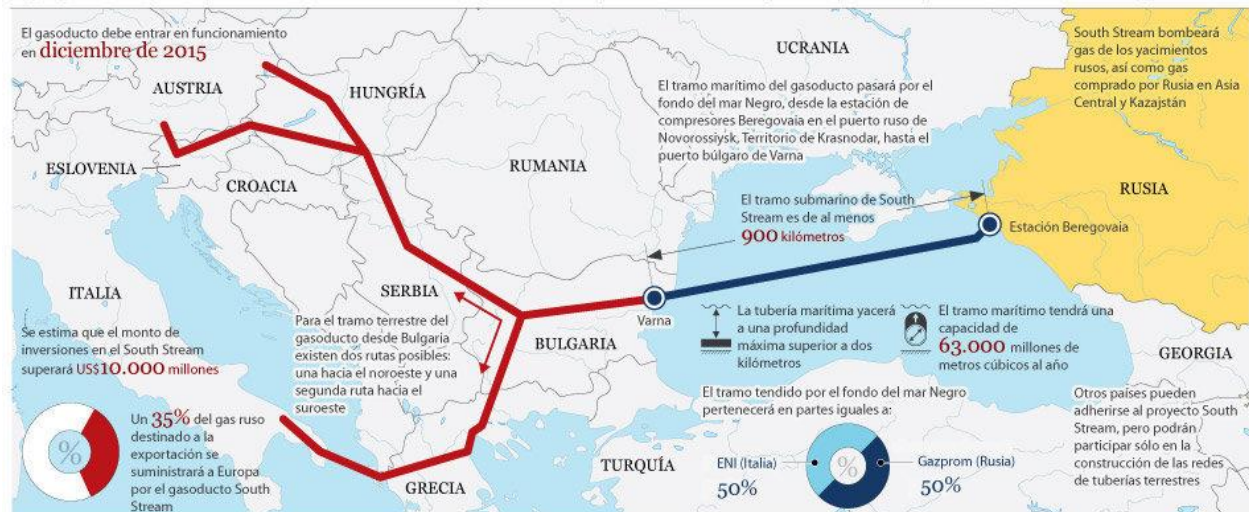 El gasoducto debe entrar en funcionamiento
en diciembre de 2015
AUSTRIA
HUNGRÍA
ESLOVENIA
CROACIA
RUMANIA
UCRANIA
El tramo marítimo del gasoducto pasará por el
fondo del mar Negro, desde la estación de
compresores Beregovaia en el puerto ruso de
Novorossiysk, Territorio de Krasnodar, hasta el
puerto búlgaro de Varna
South Stream bombeará
gas de los yacimientos
rusos, así como gas
comprado por Rusia en Asia
Central y Kazajstán
RUSIA
El tramo submarino de South
Stream es de al menos
900 kilómetros
Estación Beregovaia
ITALIA
SERBIA
Varna
BULGARIA
Se estima que el monto de
inversiones en el South Stream
superará US$10.000 millones
Para el tramo terrestre del
gasoducto desde Bulgaria
existen dos rutas posibles:
una hacia el noroeste y una
segunda ruta hacia el
suroeste
La tubería marítima yacerá
a una profundidad
máxima superior a dos
kilómetros
El tramo marítimo tendrá una
capacidad de
63.000 millones de
metros cúbicos al año
GEORGIA
%
Un 35% del gas ruso
destinado a la
exportación se
suministrará a Europa
por el gasoducto South
Stream
GRECIA
TURQUÍA
El tramo tendido por el fondo del mar Negro
pertenecerá en partes iguales a:
ENI (Italia)
50%
%
Gazprom (Rusia)
50%
Otros países pueden
adherirse al proyecto South
Stream, pero podrán
participar sólo en la
construcción de las redes
de tuberías terrestres